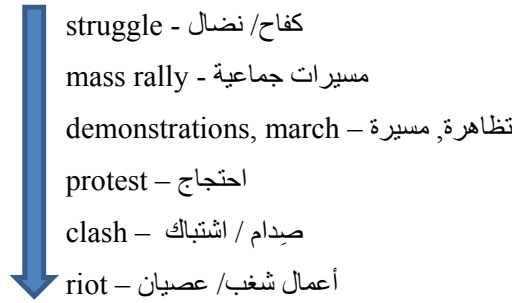 struggle - كفاح/ نضال
mass rally - مسيرات جماعية
demonstrations, march – تظاهرة, مسيرة
protest – احتجاج
clash – صِدام / اشتباك
riot – أعمال شغب/ عصيان